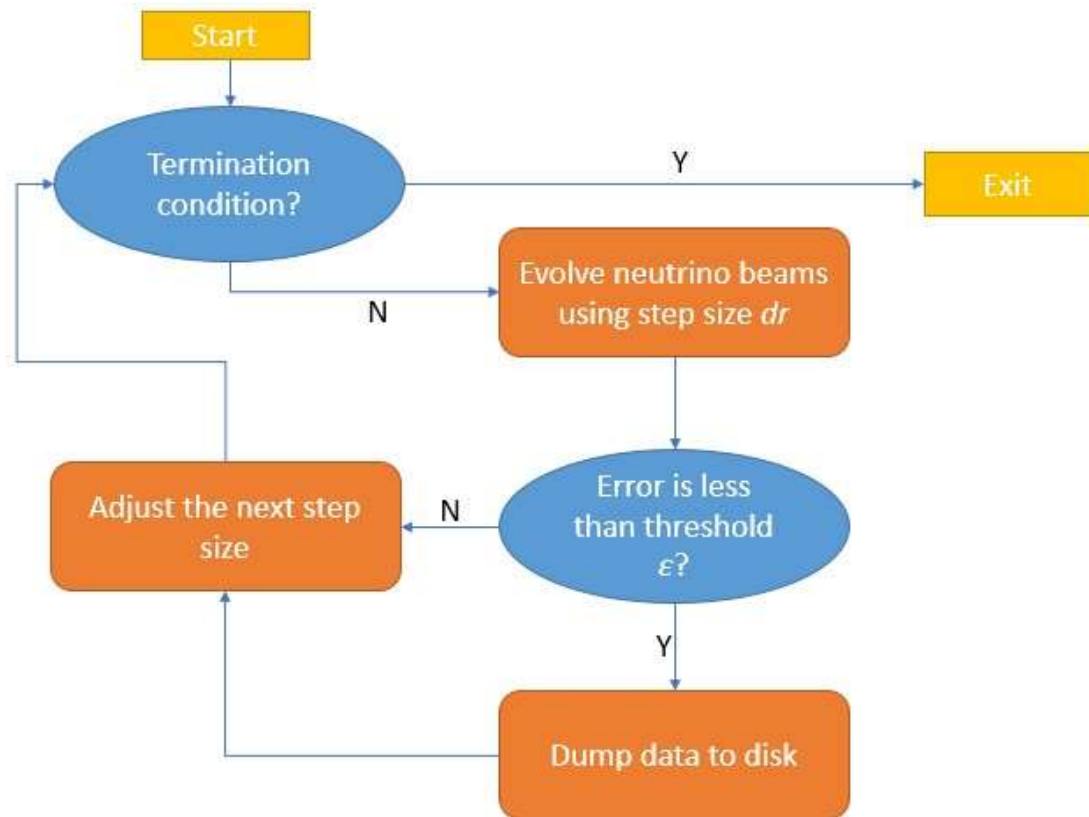 Start
Termination
condition?
Y
Exit
N
Evolve neutrino beams
using step size dr
Error is less
than threshold
ε?
N
Adjust the next step
size
Y
Dump data to disk